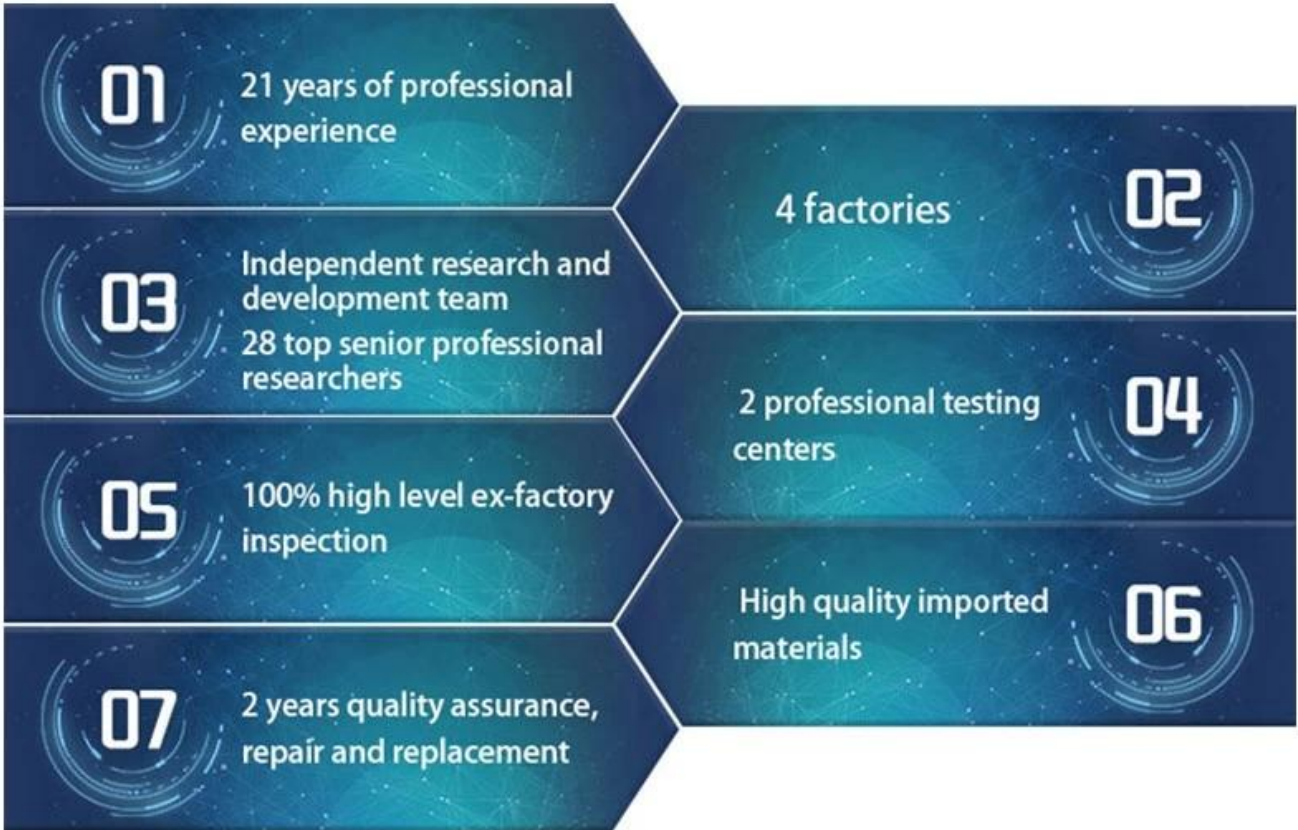 01
21 years of professional
experience
02
4 factories
03
Independent research and
development team
28 top senior professional
researchers
04
2 professional testing
centers
05
100% high level ex-factory
inspection
06
High quality imported
materials
07
2 years quality assurance,
repair and replacement